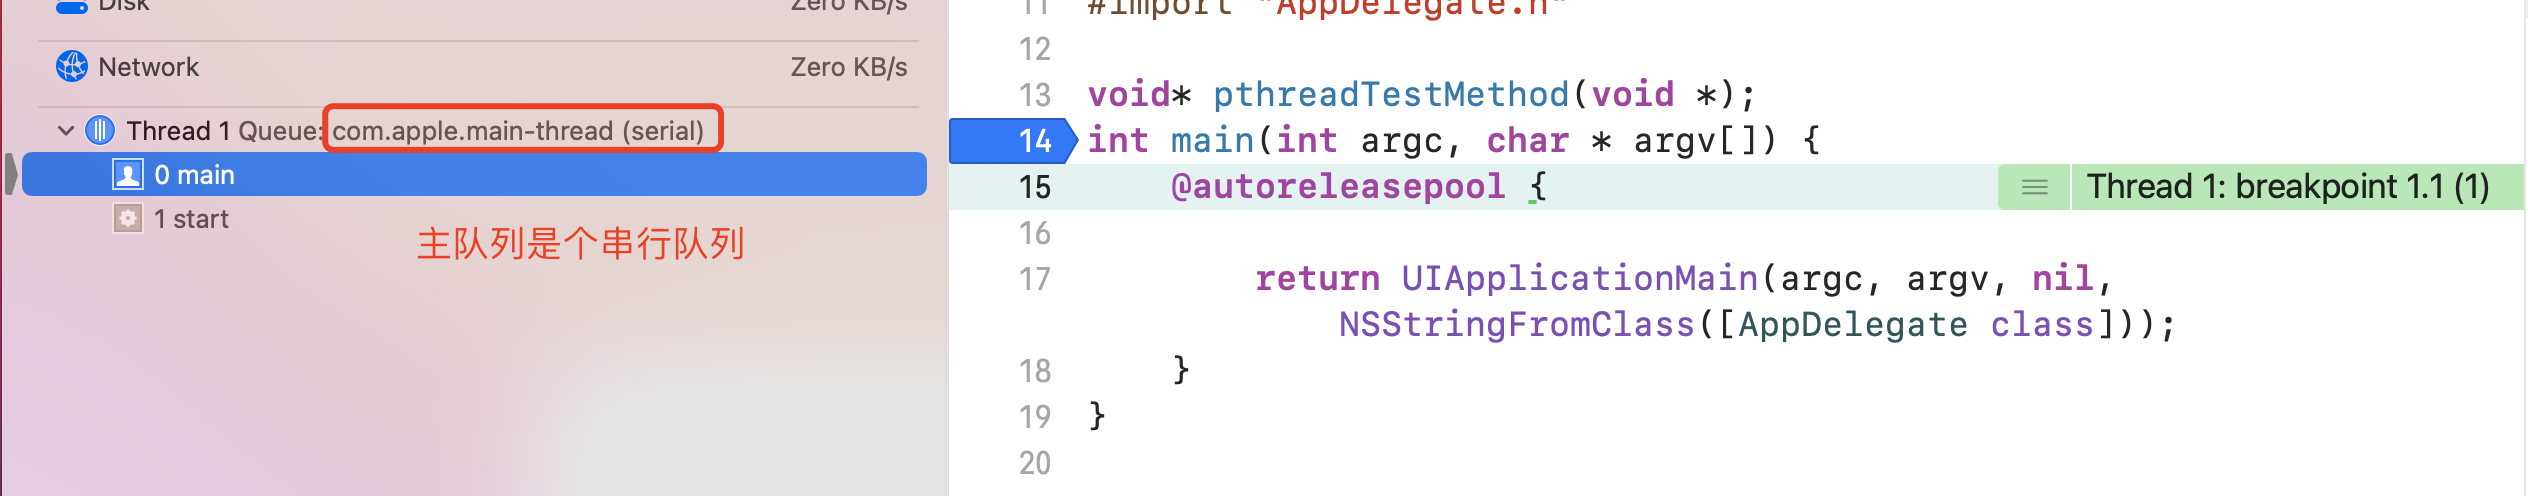 Disk Zero KB/s
Network Zero KB/s
Thread 1 Queue: com.apple.main-thread (serial)
0 main
1 start
主队列是个串行队列
11 #import "AppDelegate.h"
12
13 void* pthreadTestMethod(void *);
14 int main(int argc, char * argv[]) {
15 @autoreleasepool { Thread 1: breakpoint 1.1 (1)
16
17 return UIApplicationMain(argc, argv, nil,
NSStringFromClass([AppDelegate class]));
18 }
19 }
20